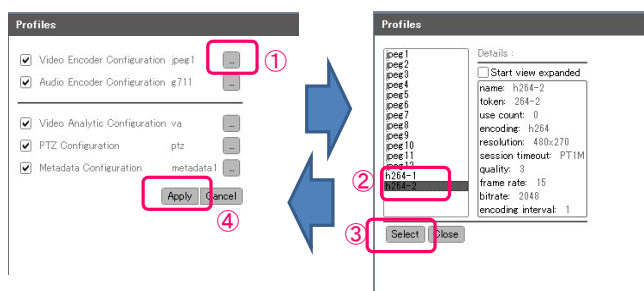 Profiles
Video Encoder Configuration jpeg1 ...
①
Audio Encoder Configuration g711 ...
Video Analytic Configuration va ...
PTZ Configuration ptz ...
Metadata Configuration metadata1 ...
Apply Cancel
④
Profiles
jpeg1
jpeg2
jpeg3
jpeg4
jpeg5
jpeg6
jpeg7
jpeg8
jpeg9
jpeg10
jpeg11
jpeg12
②
h264-1
h264-2
Details :
Start view expanded
name: h264-2
token: 264-2
use count: 0
encoding: h264
resolution: 480x270
session timeout: PT1M
quality: 3
frame rate: 15
bitrate: 2048
encoding interval: 1
③
Select Close